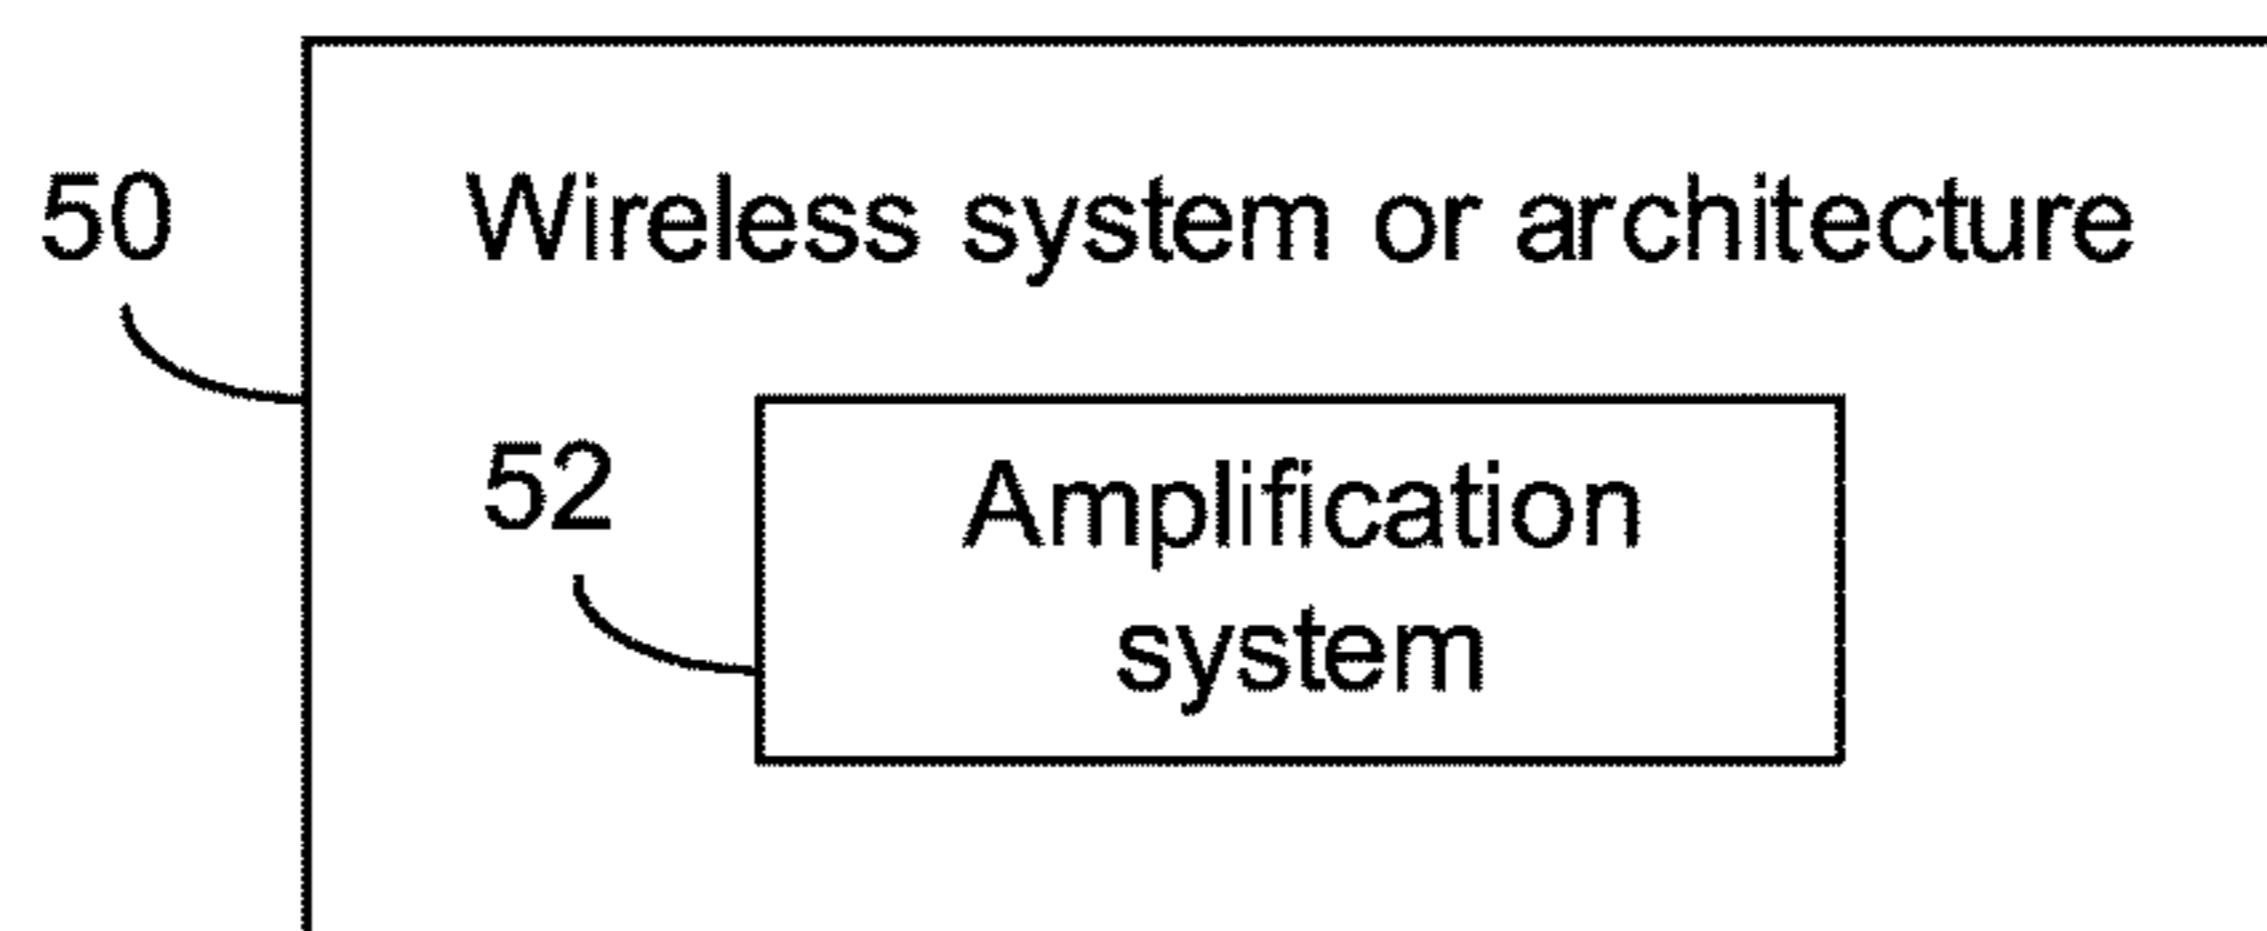 50 Wireless system or architecture
52 Amplification
system